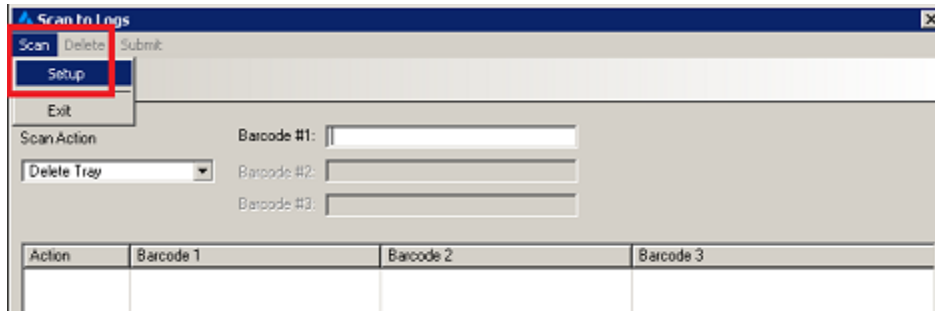 Scan to Logs
Scan Delete Submit
Setup
Exit
Scan Action
Barcode #1:
Delete Tray
Barcode #2:
Barcode #3:
Action Barcode 1 Barcode 2 Barcode 3